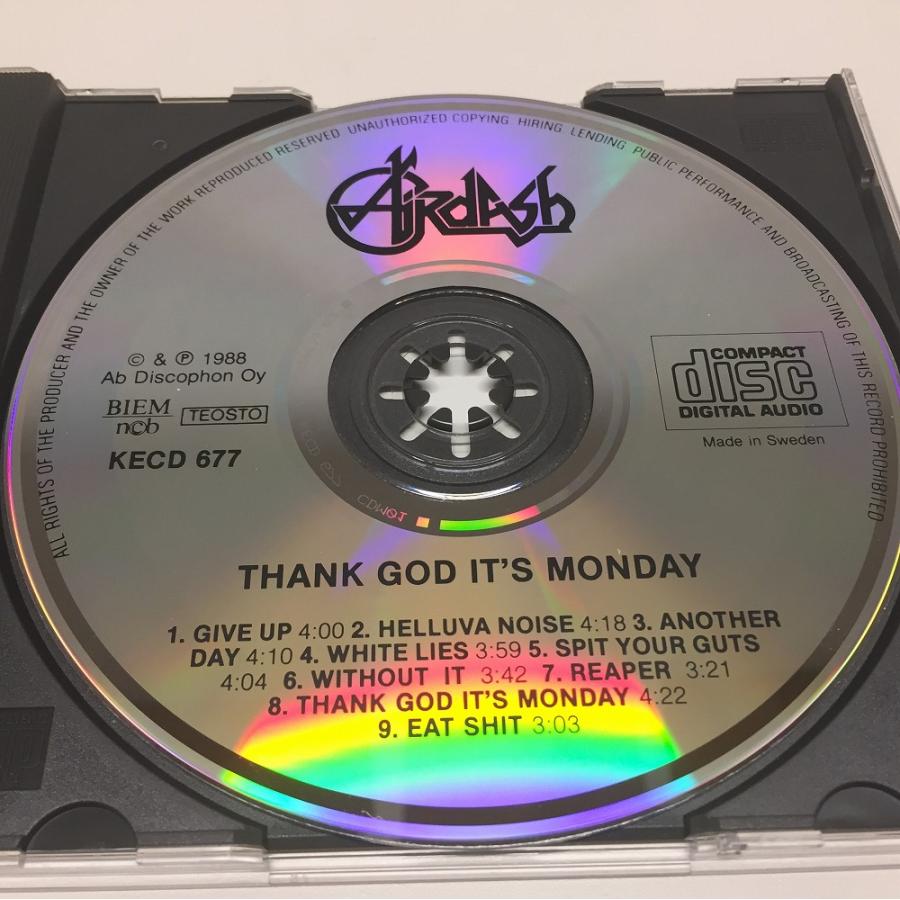 ALL RIGHTS OF THE PRODUCER AND THE OWNER OF THE WORK REPRODUCED RESERVED UNAUTHORIZED COPYING HIRING LENDING PUBLIC PERFORMANCE AND BROADCASTING OF THIS RECORD PROHIBITED
Airdash
© & ℗ 1988
Ab Discophon Oy
BIEM
ncb
TEOSTO
KECD 677
COMPACT
disc
DIGITAL AUDIO
Made in Sweden
THANK GOD IT'S MONDAY
1. GIVE UP 4:00 2. HELLUVA NOISE 4:18 3. ANOTHER
DAY 4:10 4. WHITE LIES 3:59 5. SPIT YOUR GUTS
4:04 6. WITHOUT IT 3:42 7. REAPER 3:21
8. THANK GOD IT'S MONDAY 4:22
9. EAT SHIT 3:03